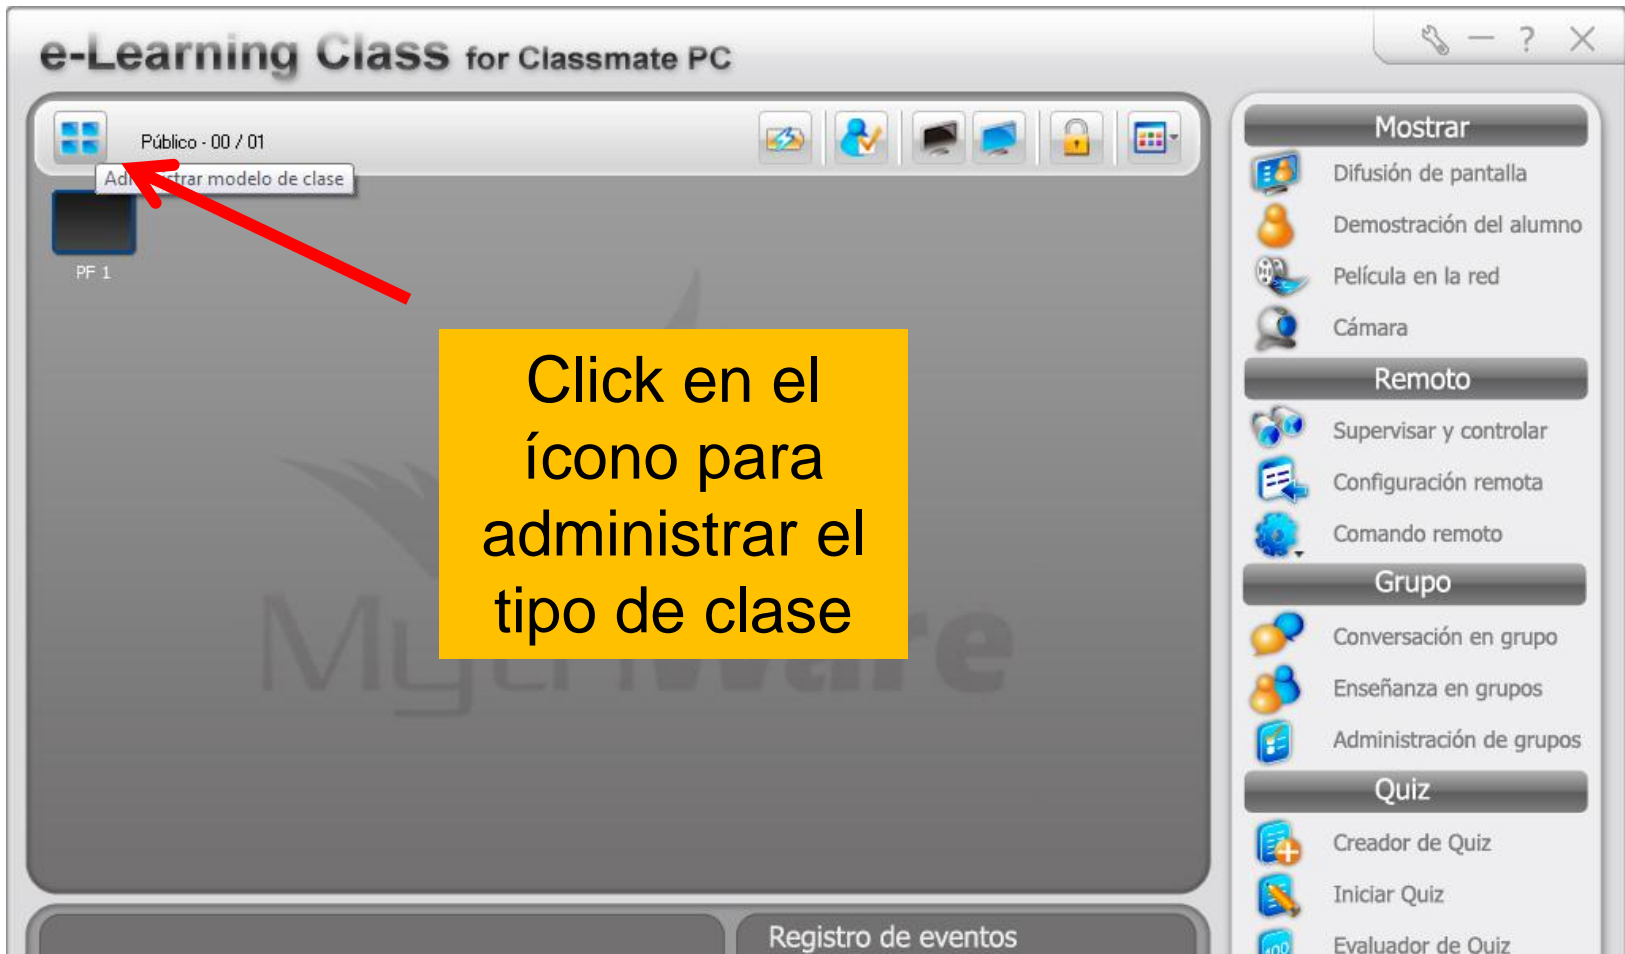 e-Learning Class for Classmate PC
?
Público - 00 / 01
Administrar modelo de clase
PF 1
Click en el
ícono para
administrar el
tipo de clase
Mythware
Registro de eventos
Mostrar
Difusión de pantalla
Demostración del alumno
Película en la red
Cámara
Remoto
Supervisar y controlar
Configuración remota
Comando remoto
Grupo
Conversación en grupo
Enseñanza en grupos
Administración de grupos
Quiz
Creador de Quiz
Iniciar Quiz
100
Evaluador de Quiz